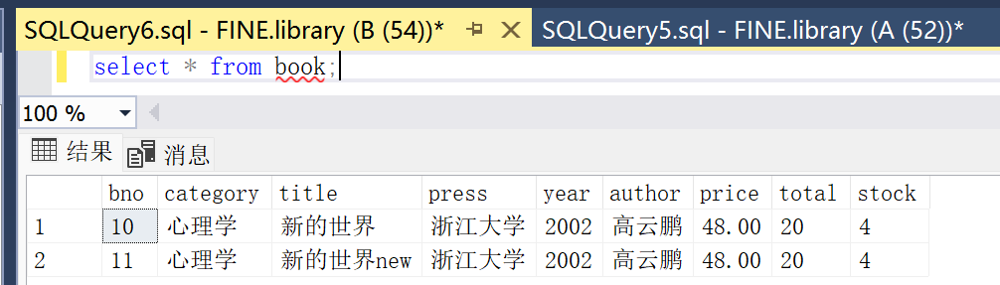 SQLQuery6.sql - FINE.library (B (54))* SQLQuery5.sql - FINE.library (A (52))*
select * from book;
100 %
结果 消息
bno category title press year author price total stock
1 10 心理学 新的世界 浙江大学 2002 高云鹏 48.00 20 4
2 11 心理学 新的世界new 浙江大学 2002 高云鹏 48.00 20 4